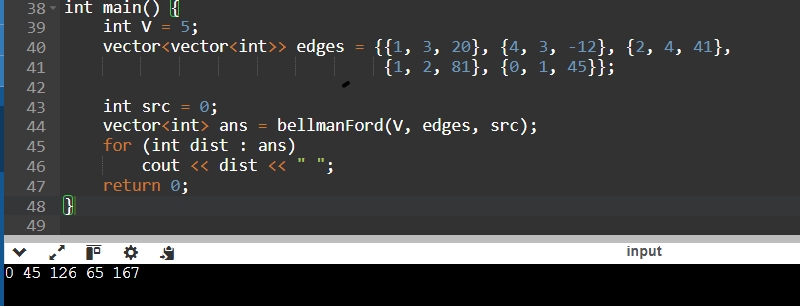 38 int main() {
39 int V = 5;
40 vector<vector<int>> edges = {{1, 3, 20}, {4, 3, -12}, {2, 4, 41},
41 {1, 2, 81}, {0, 1, 45}};
42
43 int src = 0;
44 vector<int> ans = bellmanFord(V, edges, src);
45 for (int dist : ans)
46 cout << dist << " ";
47 return 0;
48 }
49
input
0 45 126 65 167